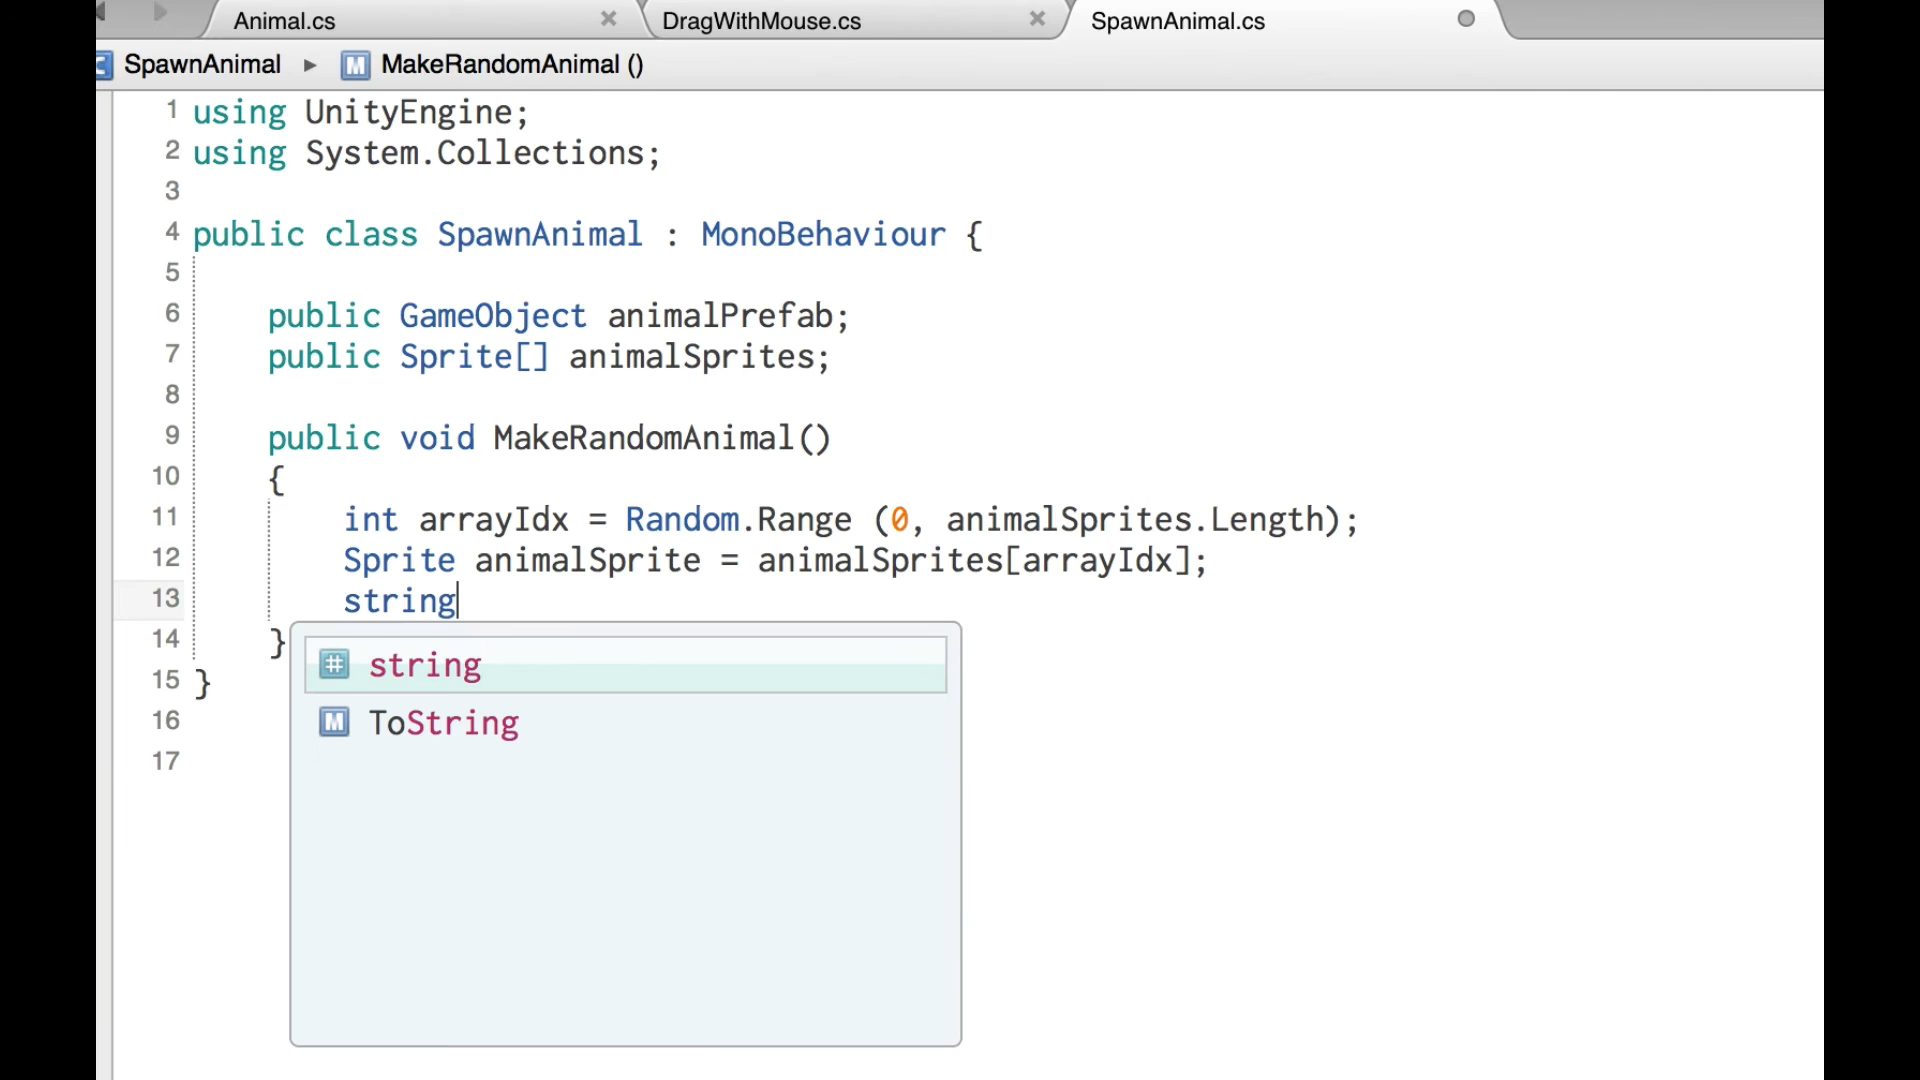 Animal.cs DragWithMouse.cs SpawnAnimal.cs
SpawnAnimal MakeRandomAnimal ()
1 using UnityEngine;
2 using System.Collections;
3
4 public class SpawnAnimal : MonoBehaviour {
5
6 public GameObject animalPrefab;
7 public Sprite[] animalSprites;
8
9 public void MakeRandomAnimal()
10 {
11 int arrayIdx = Random.Range (0, animalSprites.Length);
12 Sprite animalSprite = animalSprites[arrayIdx];
13 string
14 }
string
15 }
16
ToString
17